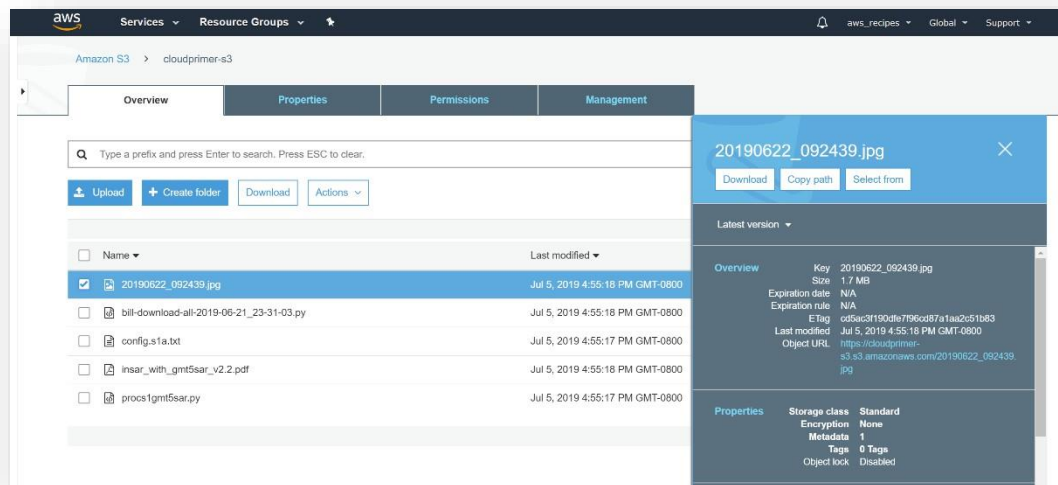 aws Services Resource Groups aws_recipes Global Support
Amazon S3 > cloudprimer-s3
Overview Properties Permissions Management
Type a prefix and press Enter to search. Press ESC to clear.
Upload + Create folder Download Actions
Name Last modified
20190622_092439.jpg Jul 5, 2019 4:55:18 PM GMT-0800
bill-download-all-2019-06-21_23-31-03.py Jul 5, 2019 4:55:18 PM GMT-0800
config.s1a.txt Jul 5, 2019 4:55:17 PM GMT-0800
insar_with_gmt5sar_v2.2.pdf Jul 5, 2019 4:55:18 PM GMT-0800
procs1gmt5sar.py Jul 5, 2019 4:55:17 PM GMT-0800
20190622_092439.jpg
Download Copy path Select from
Latest version
Overview Key 20190622_092439.jpg
Size 1.7 MB
Expiration date N/A
Expiration rule N/A
ETag cd5ac3f190dfe7f96cd87a1aa2c51b83
Last modified Jul 5, 2019 4:55:18 PM GMT-0800
Object URL https://cloudprimer-
s3.s3.amazonaws.com/20190622_092439.
jpg
Properties Storage class Standard
Encryption None
Metadata 1
Tags 0 Tags
Object lock Disabled